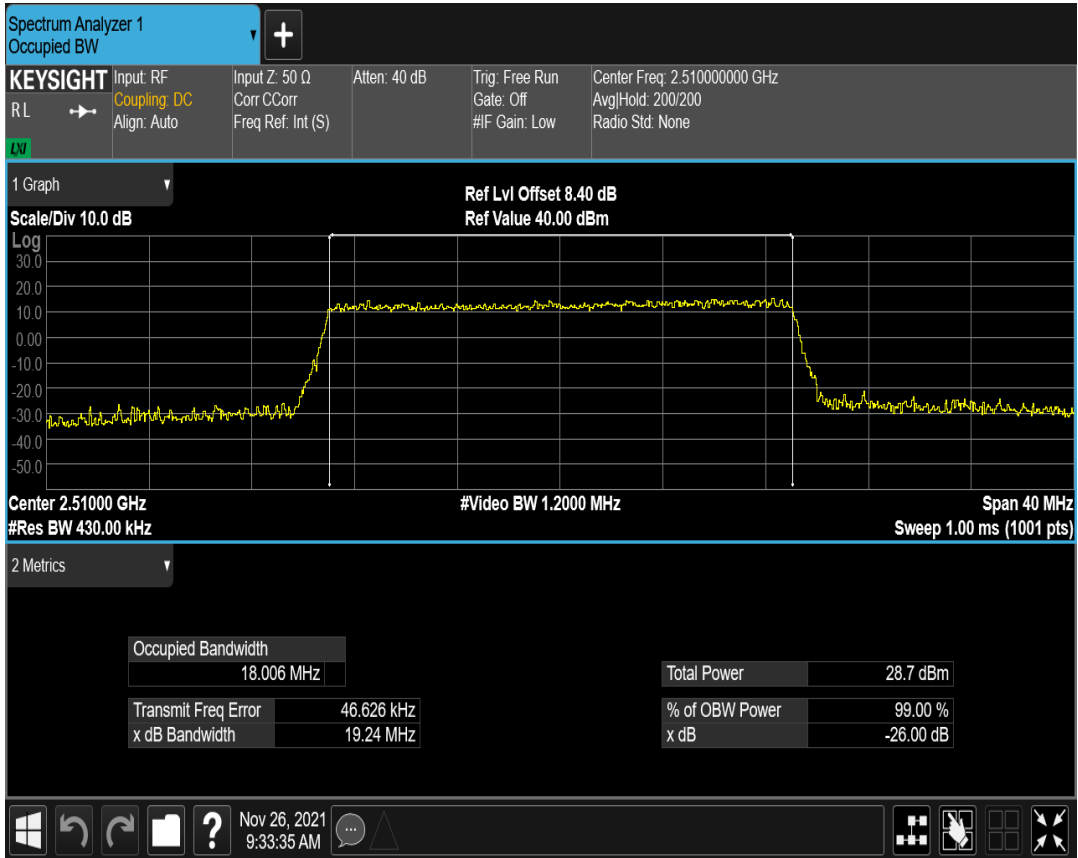 Spectrum Analyzer 1
Occupied BW
+
KEYSIGHT
R L
LXI
Input: RF
Coupling: DC
Align: Auto
Input Z: 50 Ω
Corr CCorr
Freq Ref: Int (S)
Atten: 40 dB
Trig: Free Run
Gate: Off
#IF Gain: Low
Center Freq: 2.510000000 GHz
Avg|Hold: 200/200
Radio Std: None
1 Graph
Scale/Div 10.0 dB
Ref Lvl Offset 8.40 dB
Ref Value 40.00 dBm
Log
30.0
20.0
10.0
0.00
-10.0
-20.0
-30.0
-40.0
-50.0
Center 2.51000 GHz
#Video BW 1.2000 MHz
Span 40 MHz
#Res BW 430.00 kHz
Sweep 1.00 ms (1001 pts)
2 Metrics
Occupied Bandwidth
18.006 MHz
Total Power 28.7 dBm
Transmit Freq Error 46.626 kHz
% of OBW Power 99.00 %
x dB Bandwidth 19.24 MHz
x dB -26.00 dB
?
Nov 26, 2021
9:33:35 AM